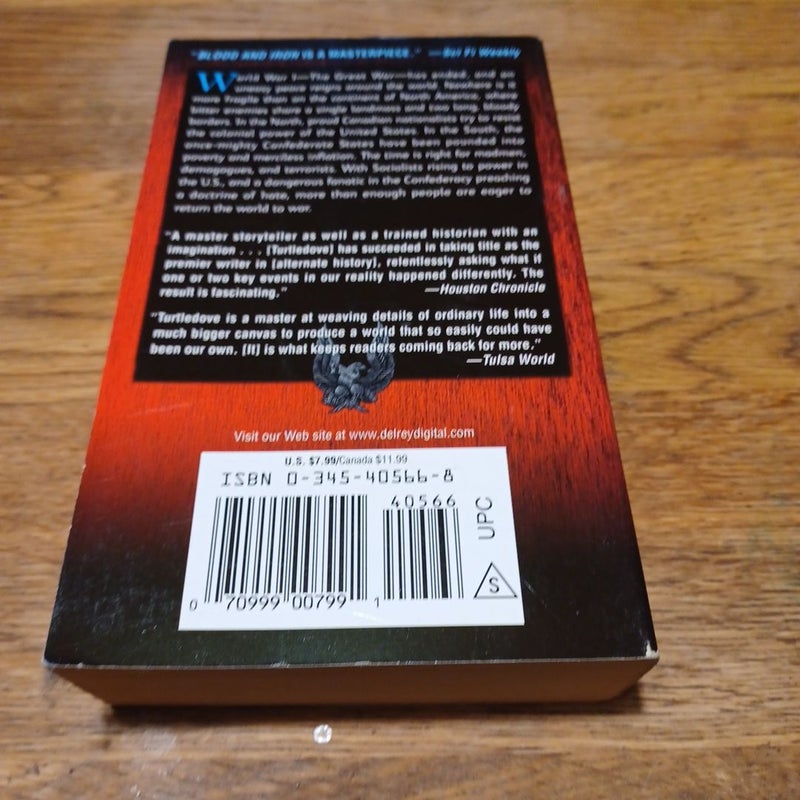 "BLOOD AND IRON IS A MASTERPIECE." —Sci Fi Weekly
World War I—The Great War—has ended, and an
uneasy peace reigns around the world. Nowhere is it
more fragile than on the continent of North America, where
bitter enemies share a single landmass and two long, bloody
borders. In the North, proud Canadian nationalists try to resist
the colonial power of the United States. In the South, the
once-mighty Confederate States have been pounded into
poverty and merciless inflation. The time is right for madmen,
demagogues, and terrorists. With Socialists rising to power in
the U.S., and a dangerous fanatic in the Confederacy preaching
a doctrine of hate, more than enough people are eager to
return the world to war.
"A master storyteller as well as a trained historian with an
imagination . . . [Turtledove] has succeeded in taking title as the
premier writer in [alternate history], relentlessly asking what if
one or two key events in our reality happened differently. The
result is fascinating."
—Houston Chronicle
"Turtledove is a master at weaving details of ordinary life into a
much bigger canvas to produce a world that so easily could have
been our own. [It] is what keeps readers coming back for more."
—Tulsa World
Visit our Web site at www.delreydigital.com
U.S. $7.99/Canada $11.99
ISBN 0-345-40566-8
40566
UPC
S
0 70999 00799 1